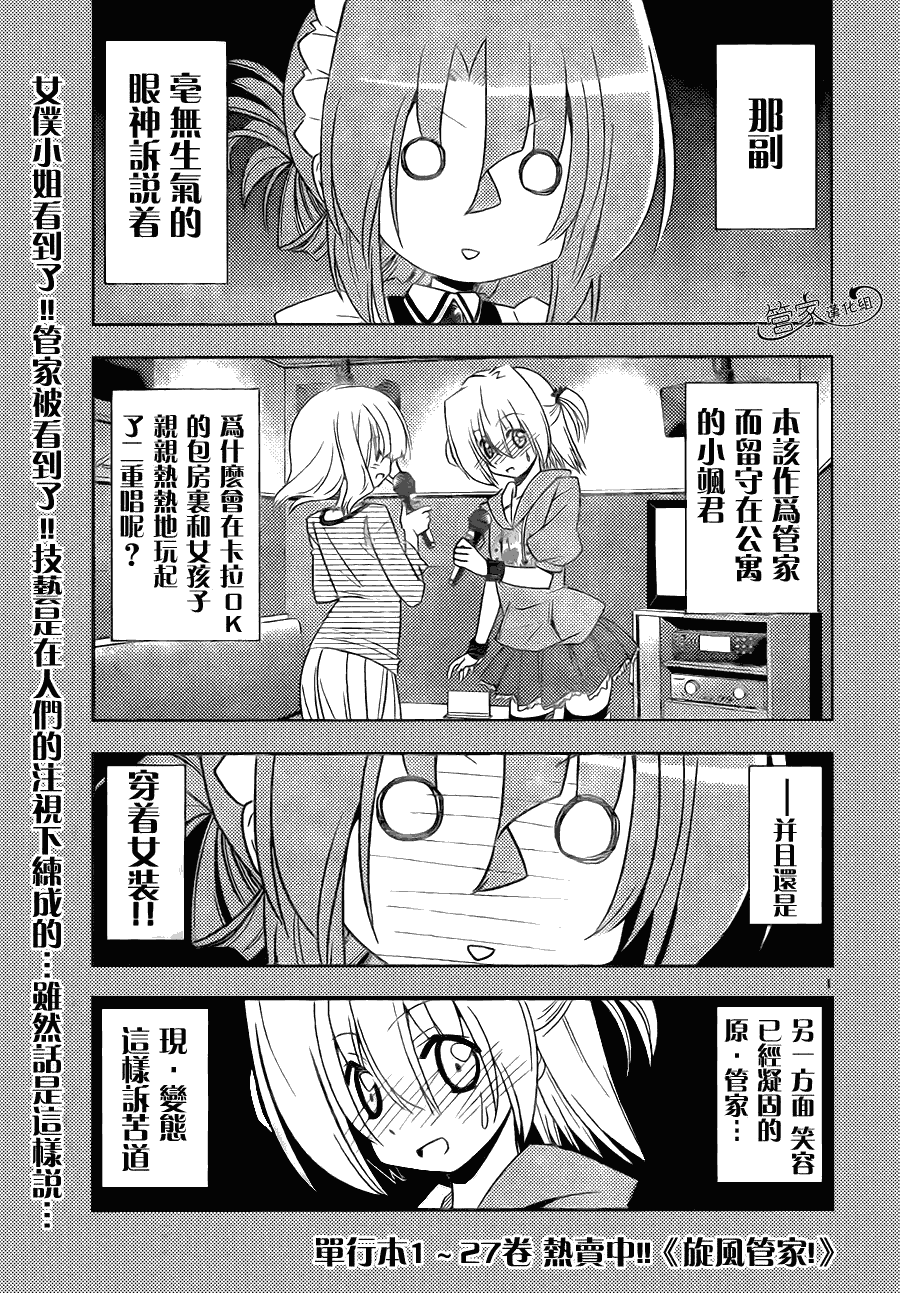 那副
毫無生氣的
眼神訴説着
管家漢化組
本該作爲管家
而留守在公寓
的小颯君
爲什麽會在卡拉OK
的包房裏和女孩子
親親熱熱地玩起
了二重唱呢？
——并且還是
穿着女装!!
1
另一方面 笑容
已經凝固的
原·管家…
現·變態
這樣訴苦道
女僕小姐看到了!!管家被看到了!!技藝是在人們的注視下練成的…雖然話是這樣説…
單行本1～27卷 熱賣中!!《旋風管家!》